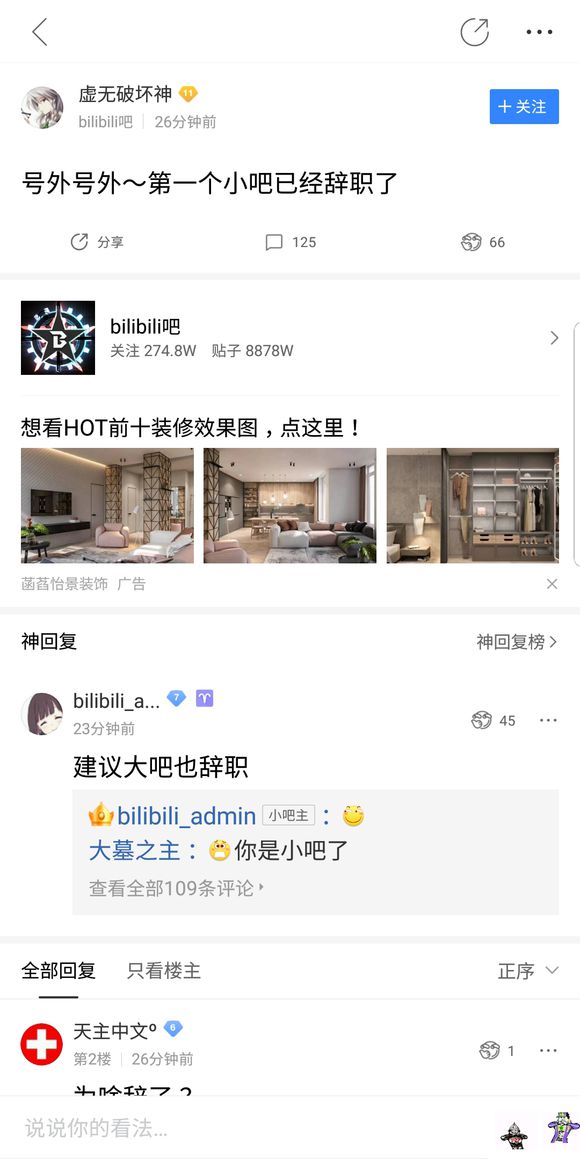 虚无破坏神 11
bilibili吧 26分钟前
+ 关注
号外号外～第一个小吧已经辞职了
分享 125 66
bilibili吧
关注 274.8W 贴子 8878W
想看HOT前十装修效果图，点这里！
菡萏怡景装饰 广告
神回复 神回复榜
bilibili_a... 7
23分钟前
45
建议大吧也辞职
bilibili_admin 小吧主：
大墓之主：你是小吧了
查看全部109条评论
全部回复 只看楼主 正序
天主中文º 6
第2楼 26分钟前
1
为啥辞了？
说说你的看法...